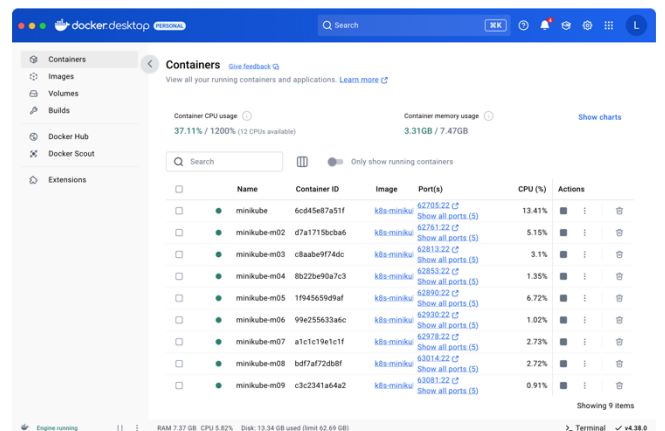 docker.desktop PERSONAL Search ⌘K L
Containers
Images
Volumes
Builds
Docker Hub
Docker Scout
Extensions
Containers Give feedback
View all your running containers and applications. Learn more
Container CPU usage
37.11% / 1200% (12 CPUs available)
Container memory usage
3.31GB / 7.47GB
Show charts
Search Only show running containers
Name Container ID Image Port(s) CPU (%) Actions
minikube 6cd45e87a51f k8s-miniku 62705:22 Show all ports (5) 13.41%
minikube-m02 d7a1715bcba6 k8s-miniku 62761:22 Show all ports (5) 5.15%
minikube-m03 c8aabe9f74dc k8s-miniku 62813:22 Show all ports (5) 3.1%
minikube-m04 8b22be90a7c3 k8s-miniku 62853:22 Show all ports (5) 1.35%
minikube-m05 1f945659d9af k8s-miniku 62890:22 Show all ports (5) 6.72%
minikube-m06 99e255633a6c k8s-miniku 62930:22 Show all ports (5) 1.02%
minikube-m07 a1c1c19e1c1f k8s-miniku 62978:22 Show all ports (5) 2.73%
minikube-m08 bdf7af72db8f k8s-miniku 63014:22 Show all ports (5) 2.72%
minikube-m09 c3c2341a64a2 k8s-miniku 63081:22 Show all ports (5) 0.91%
Showing 9 items
Engine running RAM 7.37 GB CPU 5.82% Disk: 13.34 GB used (limit 62.69 GB) Terminal v4.38.0